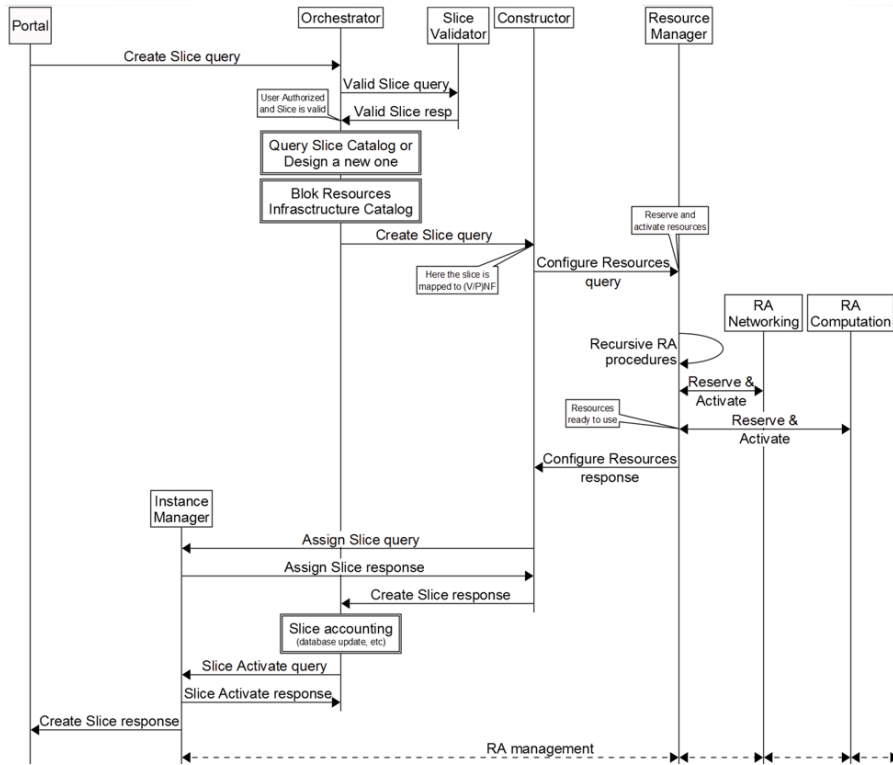 Portal
Orchestrator
Slice
Validator
Constructor
Resource
Manager
Create Slice query
Valid Slice query
User Authorized
and Slice is valid
Valid Slice resp
Query Slice Catalog or
Design a new one
Blok Resources
Infrasctructure Catalog
Reserve and
activate resources
Create Slice query
Here the slice is
mapped to (V/P)NF
Configure Resources
query
RA
Networking
RA
Computation
Recursive RA
procedures
Reserve &
Activate
Resources
ready to use
Reserve &
Activate
Configure Resources
response
Instance
Manager
Assign Slice query
Assign Slice response
Create Slice response
Slice accounting
(database update, etc)
Slice Activate query
Slice Activate response
Create Slice response
RA management